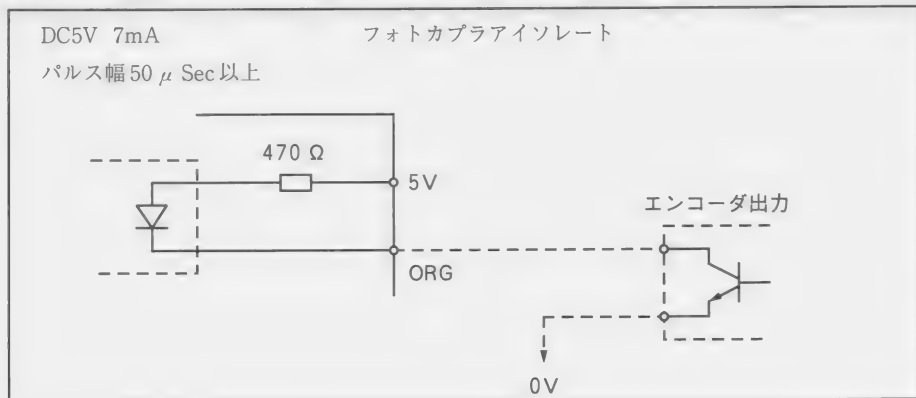 DC5V 7mA フォトカプラアイソレート
パルス幅50 μ Sec以上
470 Ω
5V
エンコーダ出力
ORG
0V